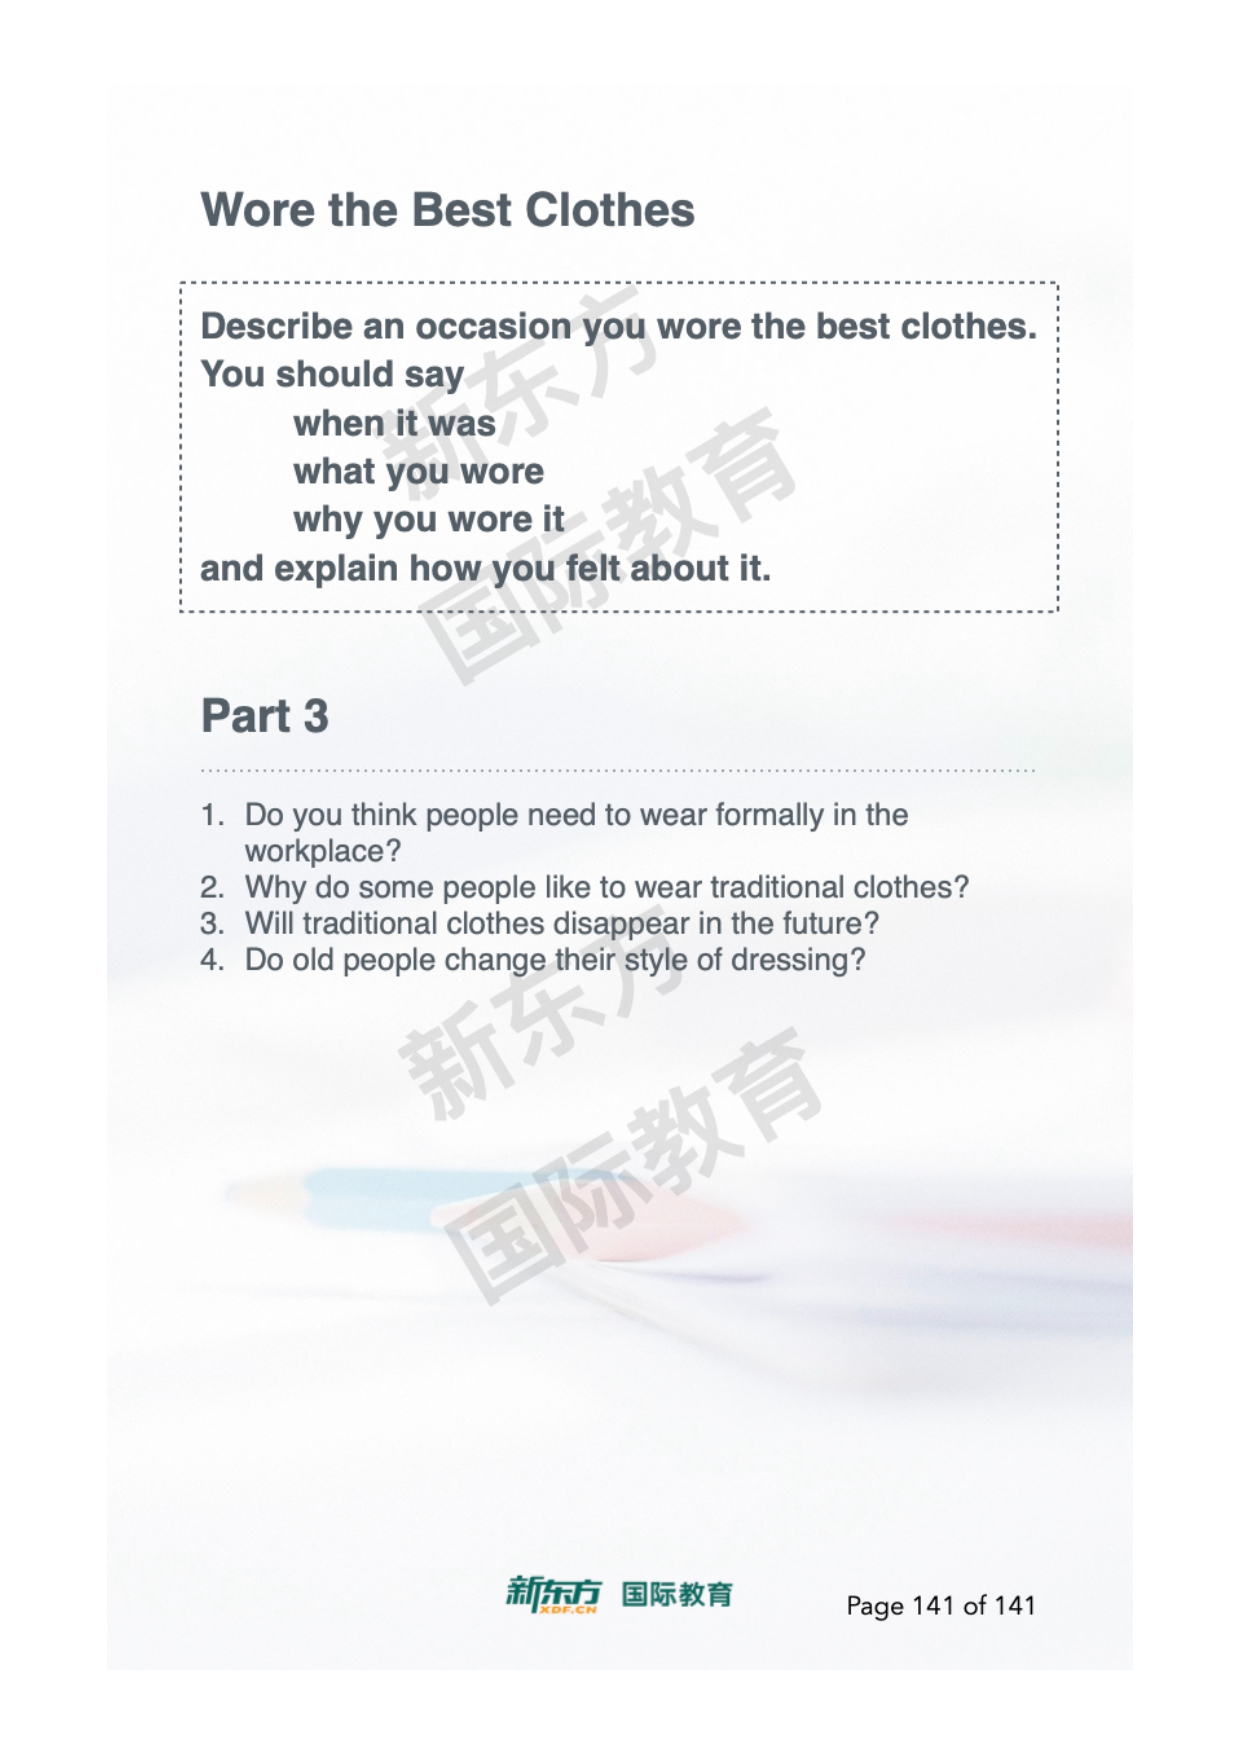 Wore the Best Clothes
Describe an occasion you wore the best clothes.
You should say
when it was
what you wore
why you wore it
and explain how you felt about it.
新东方
国际教育
Part 3
1. Do you think people need to wear formally in the
workplace?
2. Why do some people like to wear traditional clothes?
3. Will traditional clothes disappear in the future?
4. Do old people change their style of dressing?
新东方
国际教育
新东方 国际教育
XDF.CN
Page 141 of 141